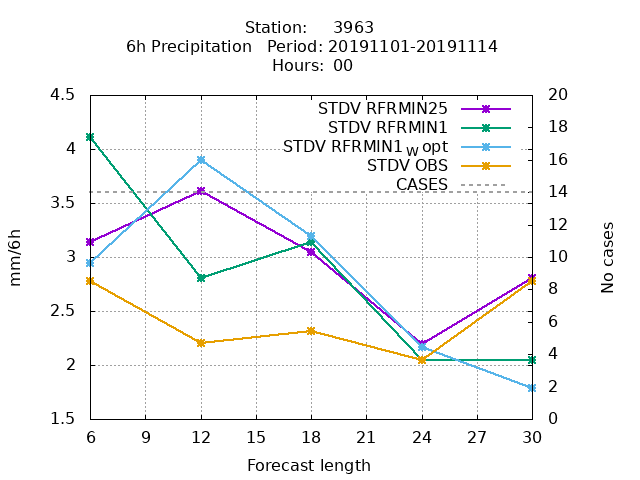 Station: 3963
6h Precipitation Period: 20191101-20191114
Hours: 00
4.5
4
3.5
3
2.5
2
1.5
mm/6h
STDV RFRMIN25
STDV RFRMIN1
STDV RFRMIN1 w opt
STDV OBS
CASES
20
18
16
14
12
10
8
6
4
2
0
No cases
6 9 12 15 18 21 24 27 30
Forecast length